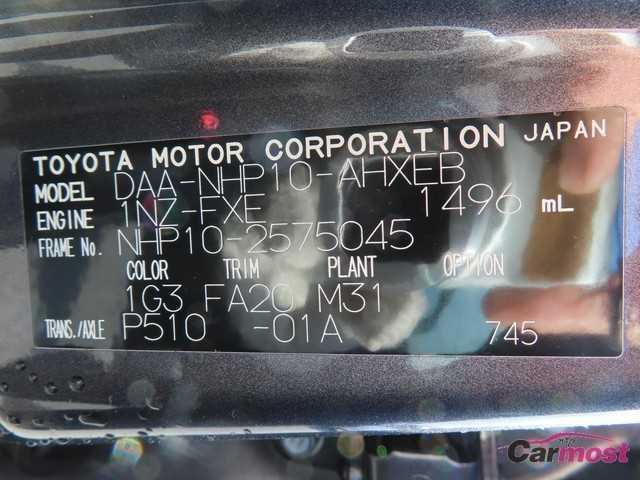 TOYOTA MOTOR CORPORATION JAPAN
MODEL DAA-NHP10-AHXEB
ENGINE 1NZ-FXE 1496 mL
FRAME No. NHP10-2575045
COLOR TRIM PLANT OPTION
1G3 FA20 M31
TRANS./AXLE P510 -01A 745
Carmost